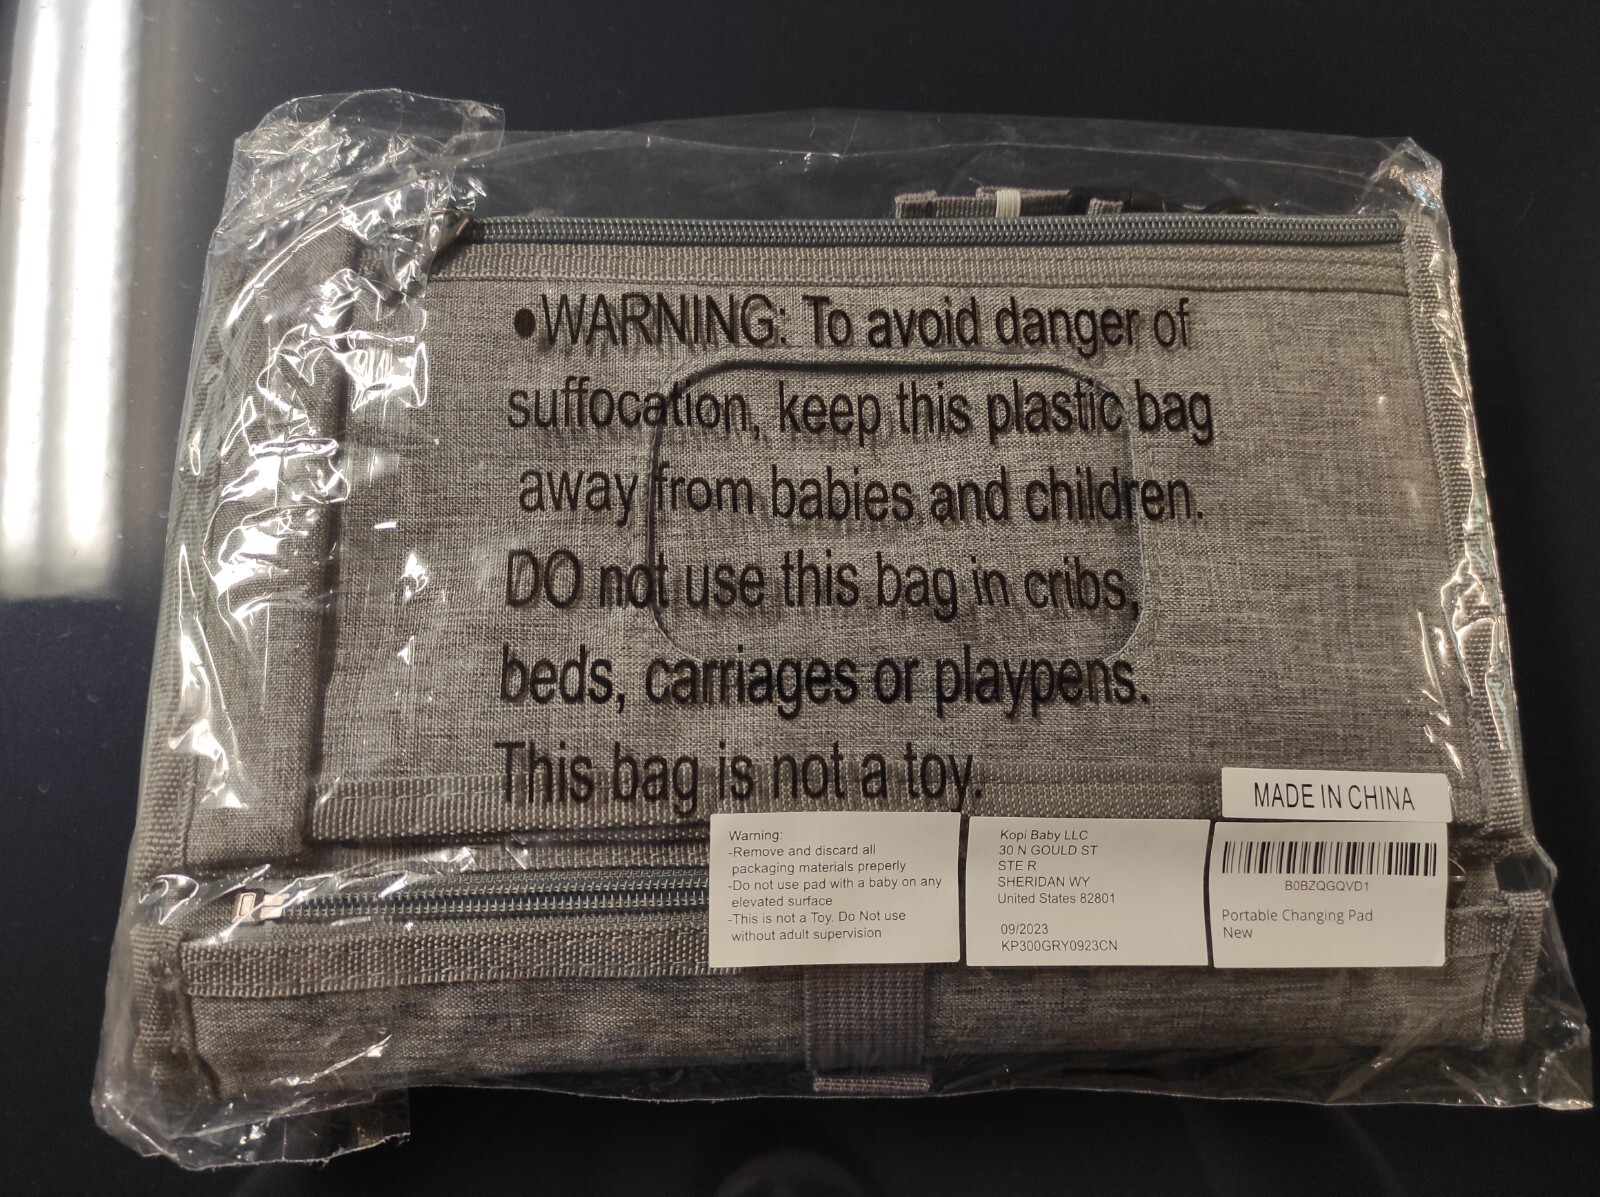 ●WARNING: To avoid danger of
suffocation, keep this plastic bag
away from babies and children.
DO not use this bag in cribs,
beds, carriages or playpens.
This bag is not a toy.
MADE IN CHINA
Warning:
-Remove and discard all
packaging materials preperly
-Do not use pad with a baby on any
elevated surface
-This is not a Toy. Do Not use
without adult supervision
Kopi Baby LLC
30 N GOULD ST
STE R
SHERIDAN WY
United States 82801
09/2023
KP300GRY0923CN
B0BZQGQVD1
Portable Changing Pad
New